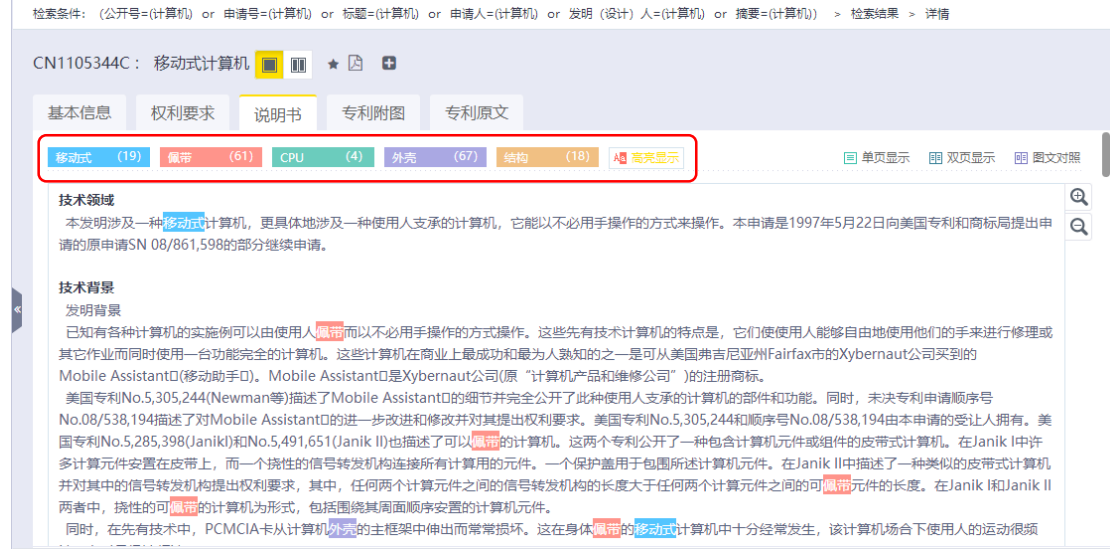 检索条件: (公开号=(计算机) or 申请号=(计算机) or 标题=(计算机) or 申请人=(计算机) or 发明（设计）人=(计算机) or 摘要=(计算机)) > 检索结果 > 详情
CN1105344C： 移动式计算机
基本信息 权利要求 说明书 专利附图 专利原文
移动式 (19) 佩带 (61) CPU (4) 外壳 (67) 结构 (18) 高亮显示 单页显示 双页显示 图文对照
技术领域
本发明涉及一种移动式计算机，更具体地涉及一种使用人支承的计算机，它能以不必用手操作的方式来操作。本申请是1997年5月22日向美国专利和商标局提出申
请的原申请SN 08/861,598的部分继续申请。
技术背景
发明背景
已知有各种计算机的实施例可以由使用人佩带而以不必用手操作的方式操作。这些先有技术计算机的特点是，它们使使用人能够自由地使用他们的手来进行修理或
其它作业而同时使用一台功能完全的计算机。这些计算机在商业上最成功和最为人熟知的之一是可从美国弗吉尼亚州Fairfax市的Xybernaut公司买到的
Mobile Assistant□(移动助手□)。Mobile Assistant□是Xybernaut公司(原“计算机产品和维修公司”)的注册商标。
美国专利No.5,305,244(Newman等)描述了Mobile Assistant□的细节并完全公开了此种使用人支承的计算机的部件和功能。同时，未决专利申请顺序号
No.08/538,194描述了对Mobile Assistant□的进一步改进和修改并对其提出权利要求。美国专利No.5,305,244和顺序号No.08/538,194由本申请的受让人拥有。美
国专利No.5,285,398(JanikI)和No.5,491,651(Janik II)也描述了可以佩带的计算机。这两个专利公开了一种包含计算机元件或组件的皮带式计算机。在Janik I中许
多计算元件安置在皮带上，而一个挠性的信号转发机构连接所有计算用的元件。一个保护盖用于包围所述计算机元件。在Janik II中描述了一种类似的皮带式计算机
并对其中的信号转发机构提出权利要求，其中，任何两个计算元件之间的信号转发机构的长度大于任何两个计算元件之间的可佩带元件的长度。在Janik I和Janik II
两者中，挠性的可佩带的计算机为形式，包括围绕其周面顺序安置的计算机元件。
同时，在先有技术中，PCMCIA卡从计算机外壳的主框架中伸出而常常损坏。这在身体佩带的移动式计算机中十分经常发生，该计算机场合下使用人的运动很频